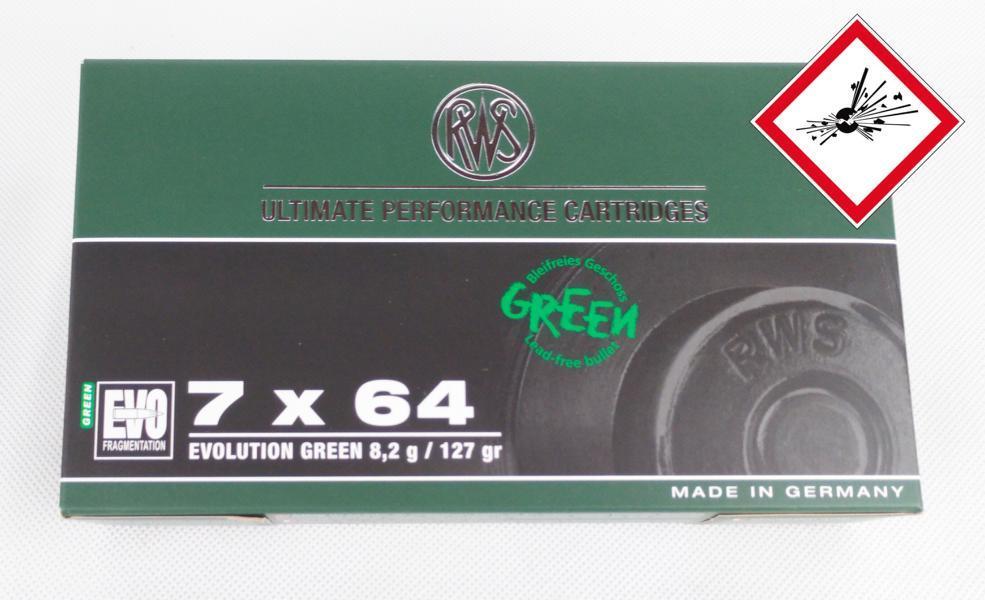 RWS
ULTIMATE PERFORMANCE CARTRIDGES
Bleifreies Geschoss
GREEN
Lead-free bullet
RWS
GREEN
EVO
FRAGMENTATION
7 x 64
EVOLUTION GREEN 8,2 g / 127 gr
MADE IN GERMANY